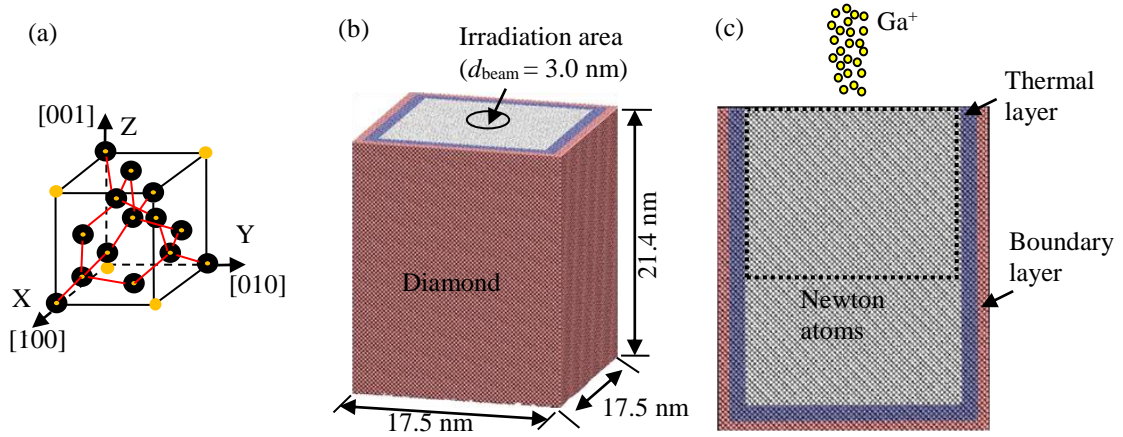 (a)
[001]
Z
Y
[010]
X
[100]
(b)
Irradiation area
(d_beam = 3.0 nm)
Diamond
21.4 nm
17.5 nm
17.5 nm
(c)
Ga⁺
Thermal
layer
Boundary
layer
Newton
atoms